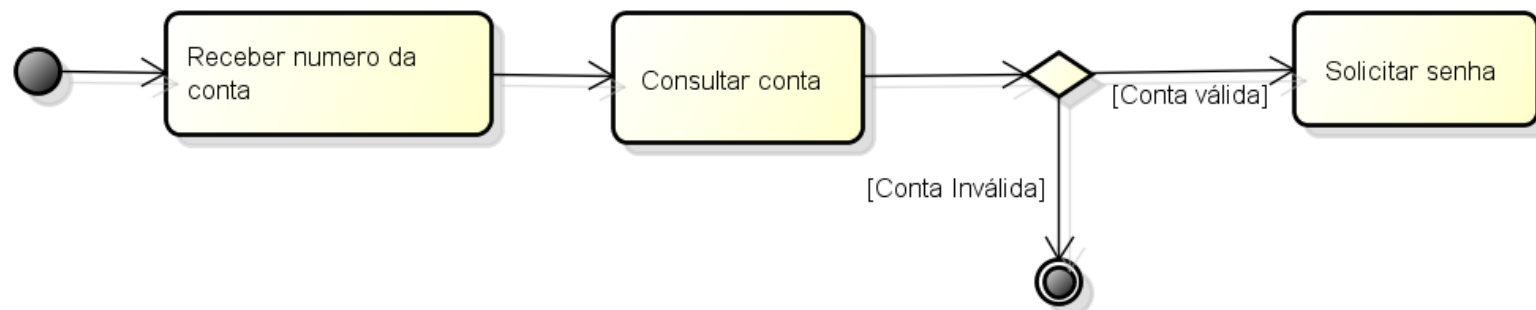 Receber numero da
conta
Consultar conta
[Conta válida]
Solicitar senha
[Conta Inválida]